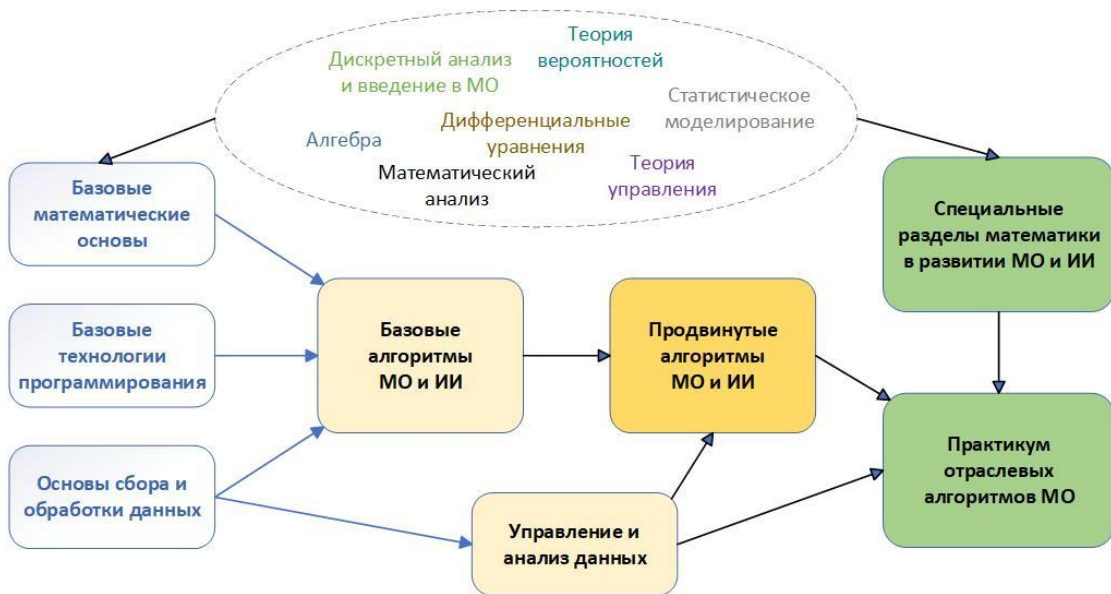 Теория
вероятностей
Дискретный анализ
и введение в МО
Статистическое
моделирование
Дифференциальные
уравнения
Алгебра
Математический
анализ
Теория
управления
Базовые
математические
основы
Специальные
разделы математики
в развитии МО и ИИ
Базовые
технологии
программирования
Базовые
алгоритмы
МО и ИИ
Продвинутые
алгоритмы
МО и ИИ
Основы сбора и
обработки данных
Управление и
анализ данных
Практикум
отраслевых
алгоритмов МО